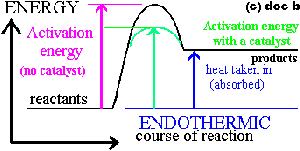 ENERGY
(c) doc b
Activation
energy
(no catalyst)
Activation energy
with a catalyst
products
heat taken in
(absorbed)
reactants
ENDOTHERMIC
course of reaction